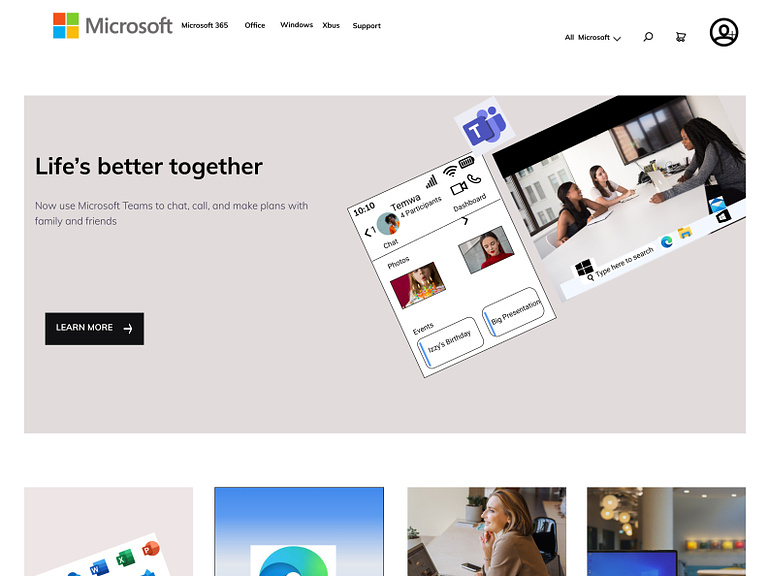 Microsoft
Microsoft 365
Office
Windows
Xbus
Support
All Microsoft
Life's better together
Now use Microsoft Teams to chat, call, and make plans with
family and friends
LEARN MORE
T
10:10
1
Temwa
4 Participants
Chat
Dashboard
Photos
Events
Izzy's Birthday
Big Presentation
Type here to search
W
X
P